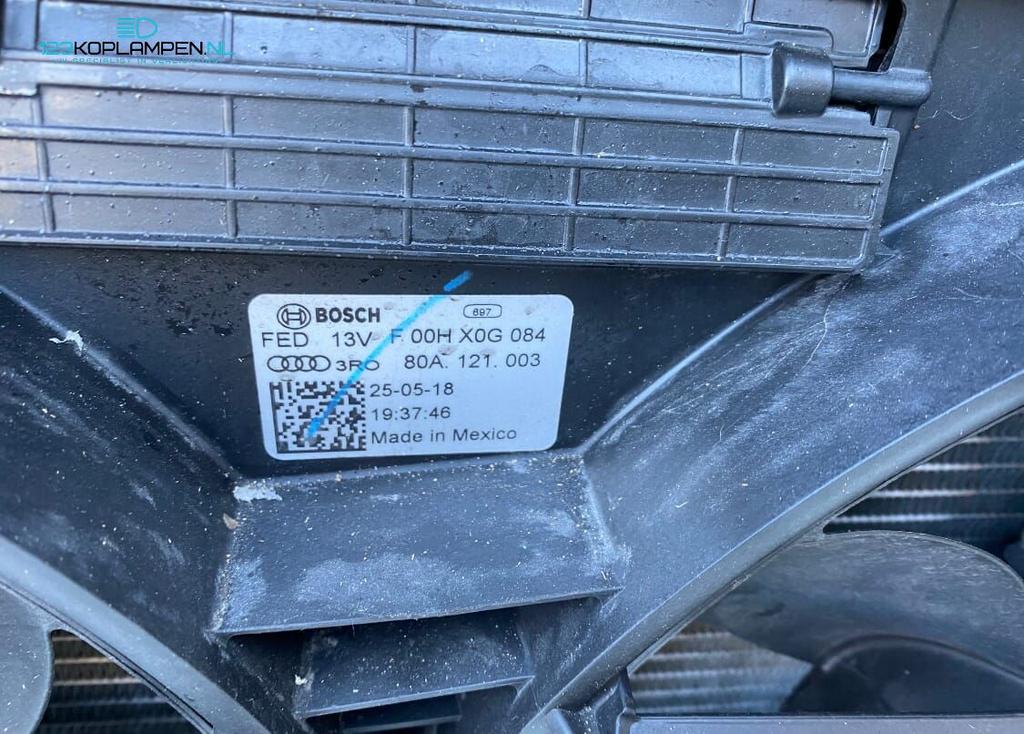 123KOPLAMPEN.NL
BOSCH 697
FED 13V F 00H X0G 084
3RO 80A. 121. 003
25-05-18
19:37:46
Made in Mexico